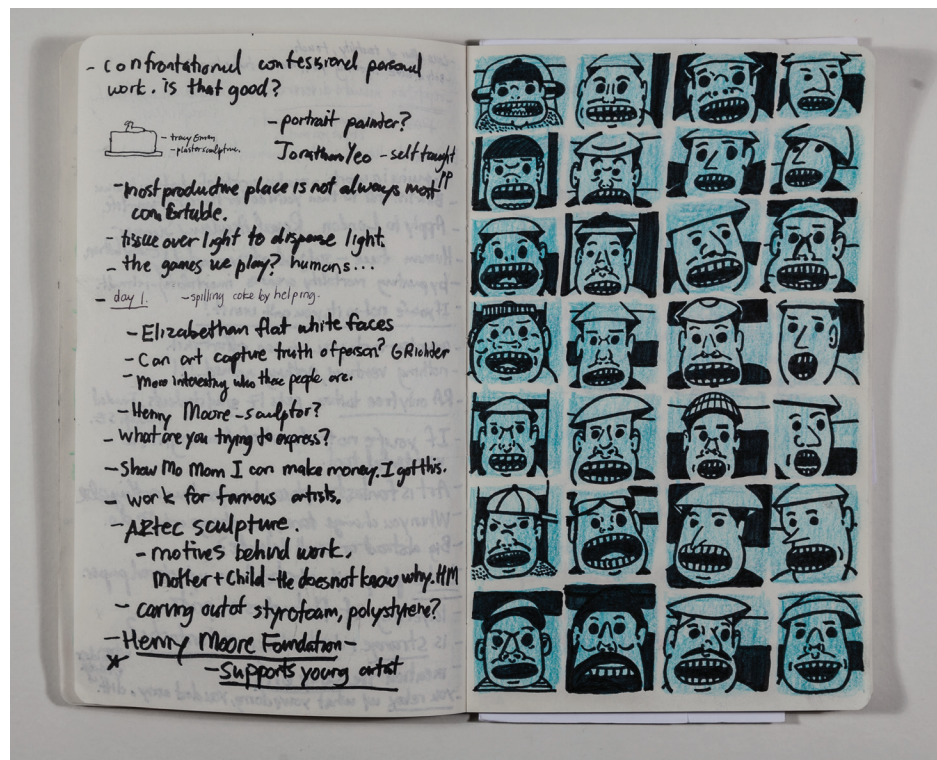 - confrontational confessional personal
work. is that good?
- portrait painter?
- tracy Emin
- plaster sculpture.
Jonathan Yeo - self taught
- most productive place is not always most
comfortable.
- tissue over light to disperse light.
- the games we play? humans...
- day 1. - spilling coke by helping.
- Elizabethan flat white faces
- Can art capture truth of person? G Richter
- More interesting who these people are.
- Henry Moore - sculptor?
- what are you trying to express?
- Show Mo Mom I can make money. I got this.
- work for famous artists.
- Aztec sculpture.
- motives behind work.
Mother + Child - He does not know why. HM
- carving out of styrofoam, polystyrene?
- Henry Moore Foundation -
- Supports young artist